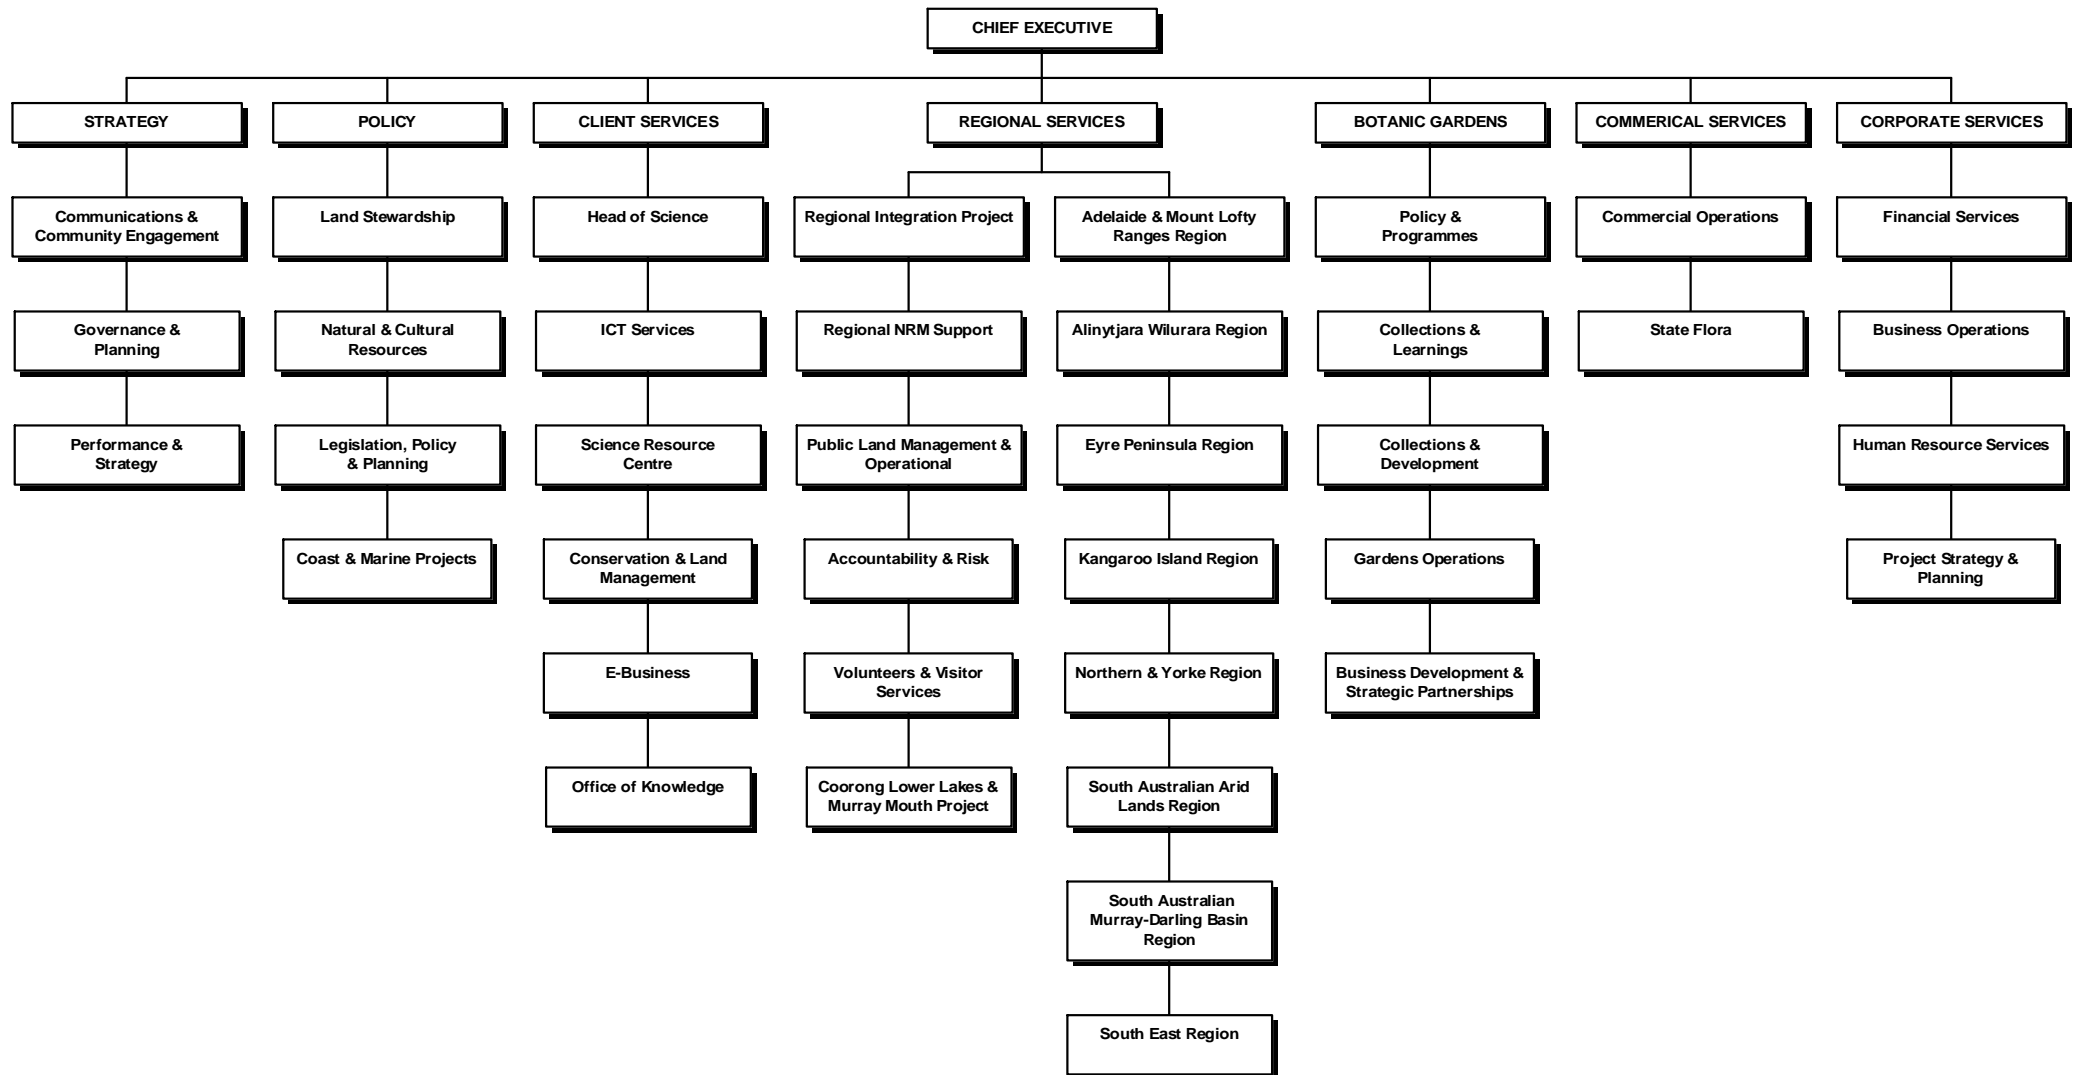 CHIEF EXECUTIVE
STRATEGY
POLICY
CLIENT SERVICES
REGIONAL SERVICES
BOTANIC GARDENS
COMMERICAL SERVICES
CORPORATE SERVICES
Communications &
Community Engagement
Land Stewardship
Head of Science
Regional Integration Project
Adelaide & Mount Lofty
Ranges Region
Policy &
Programmes
Commercial Operations
Financial Services
Governance &
Planning
Natural & Cultural
Resources
ICT Services
Regional NRM Support
Alinytjara Wilurara Region
Collections &
Learnings
State Flora
Business Operations
Performance &
Strategy
Legislation, Policy
& Planning
Science Resource
Centre
Public Land Management &
Operational
Eyre Peninsula Region
Collections &
Development
Human Resource Services
Coast & Marine Projects
Conservation & Land
Management
Accountability & Risk
Kangaroo Island Region
Gardens Operations
Project Strategy &
Planning
E-Business
Volunteers & Visitor
Services
Northern & Yorke Region
Business Development &
Strategic Partnerships
Office of Knowledge
Coorong Lower Lakes &
Murray Mouth Project
South Australian Arid
Lands Region
South Australian
Murray-Darling Basin
Region
South East Region